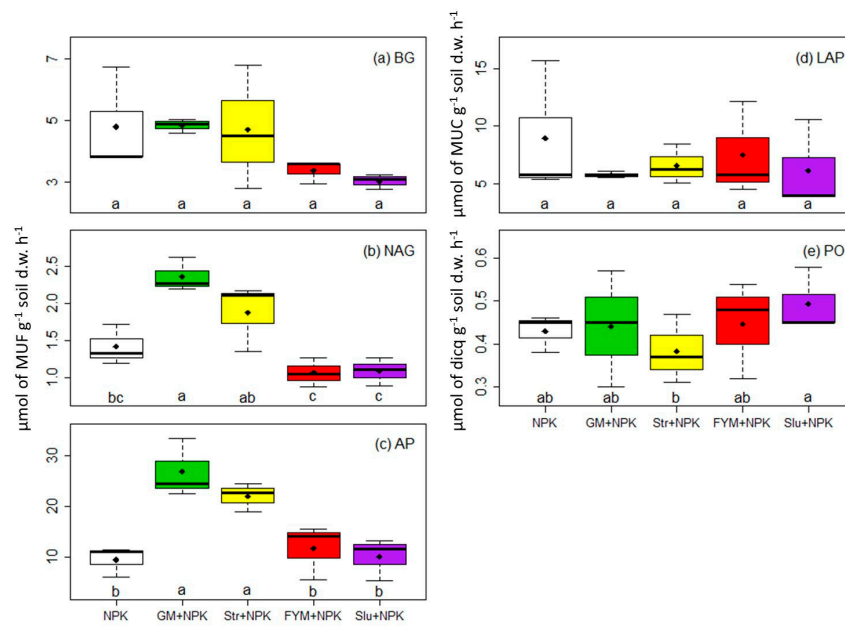 (a) BG
7
5
3
a a a a a
(b) NAG
2.5
2.0
1.5
1.0
bc a ab c c
μmol of MUF g⁻¹ soil d.w. h⁻¹
(c) AP
30
20
10
b a a b b
NPK GM+NPK Str+NPK FYM+NPK Slu+NPK
(d) LAP
15
10
5
a a a a a
μmol of MUC g⁻¹ soil d.w. h⁻¹
(e) PO
0.6
0.5
0.4
0.3
ab ab b ab a
μmol of dicq g⁻¹ soil d.w. h⁻¹
NPK GM+NPK Str+NPK FYM+NPK Slu+NPK